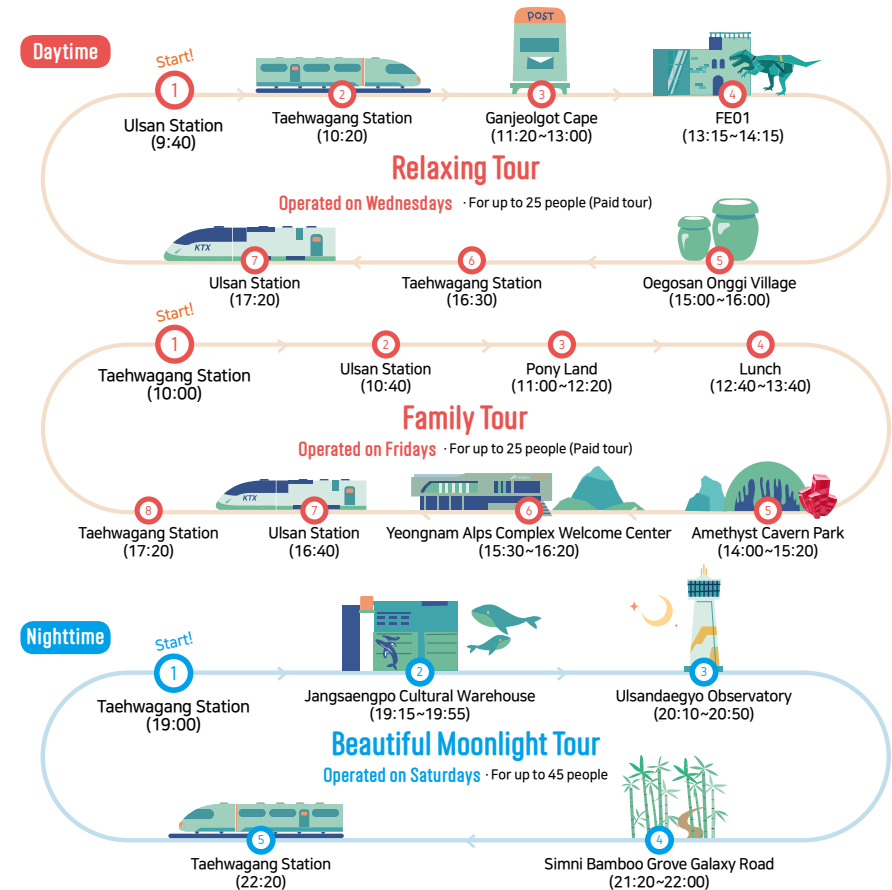 Daytime
Start!
1
Ulsan Station
(9:40)
2
Taehwagang Station
(10:20)
POST
3
Ganjeolgot Cape
(11:20~13:00)
4
FE01
(13:15~14:15)
Relaxing Tour
Operated on Wednesdays · For up to 25 people (Paid tour)
KTX
7
Ulsan Station
(17:20)
6
Taehwagang Station
(16:30)
5
Oegosan Onggi Village
(15:00~16:00)
Start!
1
Taehwagang Station
(10:00)
2
Ulsan Station
(10:40)
3
Pony Land
(11:00~12:20)
4
Lunch
(12:40~13:40)
Family Tour
Operated on Fridays · For up to 25 people (Paid tour)
8
Taehwagang Station
(17:20)
KTX
7
Ulsan Station
(16:40)
6
Yeongnam Alps Complex Welcome Center
(15:30~16:20)
5
Amethyst Cavern Park
(14:00~15:20)
Nighttime
Start!
1
Taehwagang Station
(19:00)
2
Jangsaengpo Cultural Warehouse
(19:15~19:55)
3
Ulsandaegyo Observatory
(20:10~20:50)
Beautiful Moonlight Tour
Operated on Saturdays · For up to 45 people
5
Taehwagang Station
(22:20)
4
Simni Bamboo Grove Galaxy Road
(21:20~22:00)